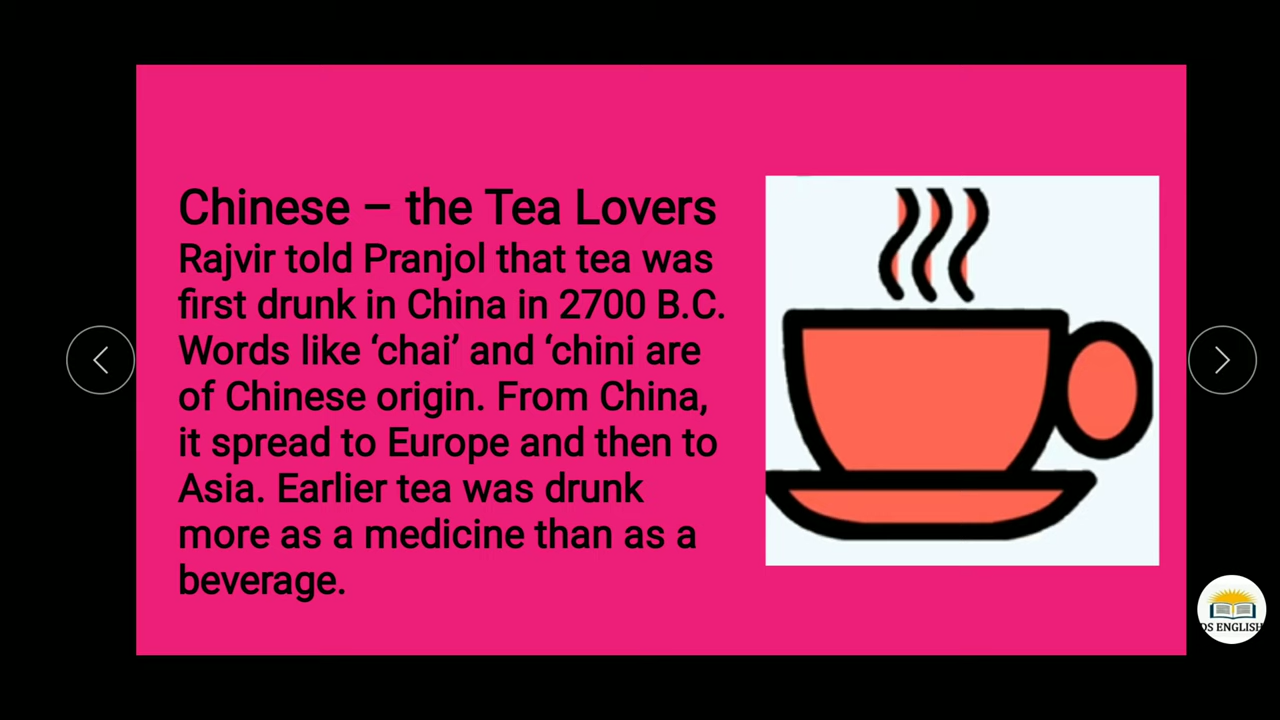 Chinese – the Tea Lovers
Rajvir told Pranjol that tea was
first drunk in China in 2700 B.C.
Words like ‘chai’ and ‘chini are
of Chinese origin. From China,
it spread to Europe and then to
Asia. Earlier tea was drunk
more as a medicine than as a
beverage.
DS ENGLISH